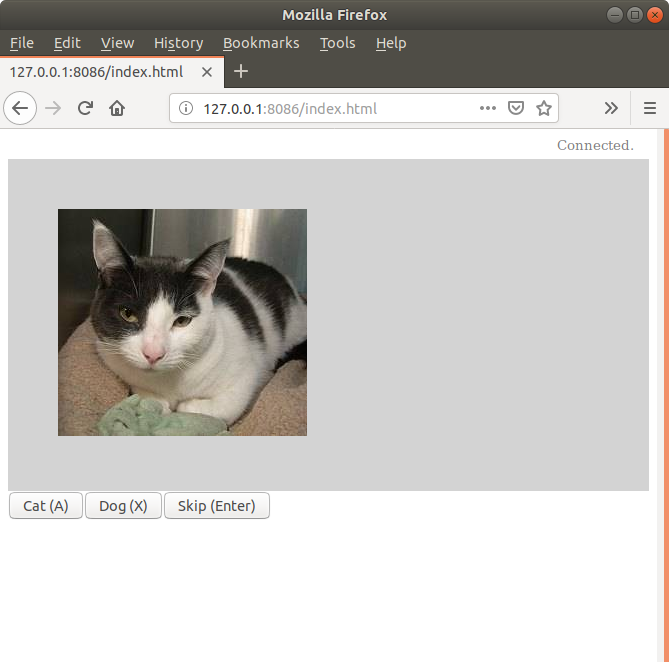 Mozilla Firefox
File Edit View History Bookmarks Tools Help
127.0.0.1:8086/index.html
127.0.0.1:8086/index.html
Connected.
Cat (A) Dog (X) Skip (Enter)